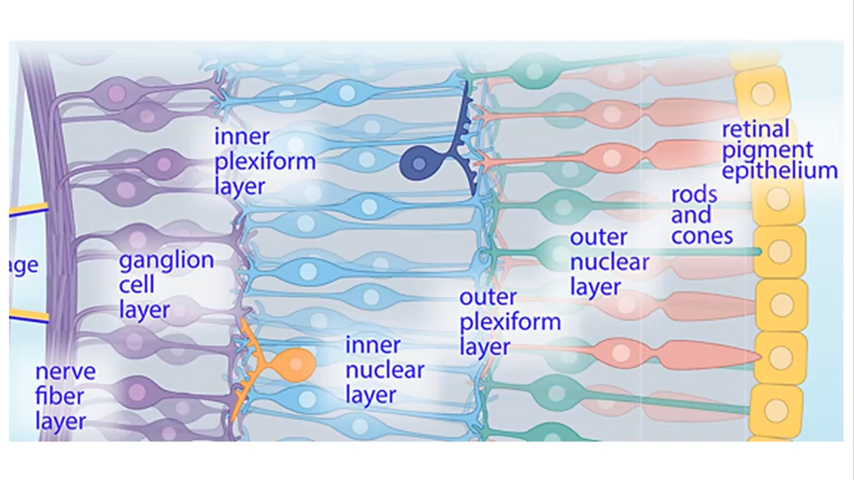 inner
plexiform
layer
retinal
pigment
epithelium
rods
and
cones
outer
nuclear
layer
ganglion
cell
layer
age
outer
plexiform
layer
inner
nuclear
layer
nerve
fiber
layer